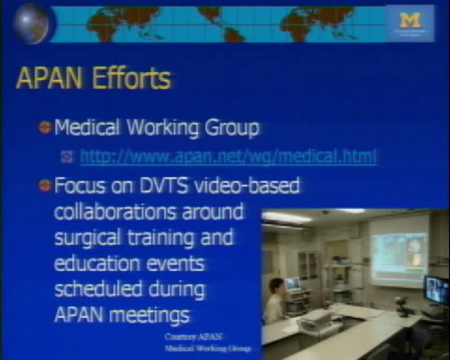 M
APAN Efforts
Medical Working Group
http://www.apan.net/wg/medical.html
Focus on DVTS video-based
collaborations around
surgical training and
education events
scheduled during
APAN meetings
Courtesy APAN
Medical Working Group